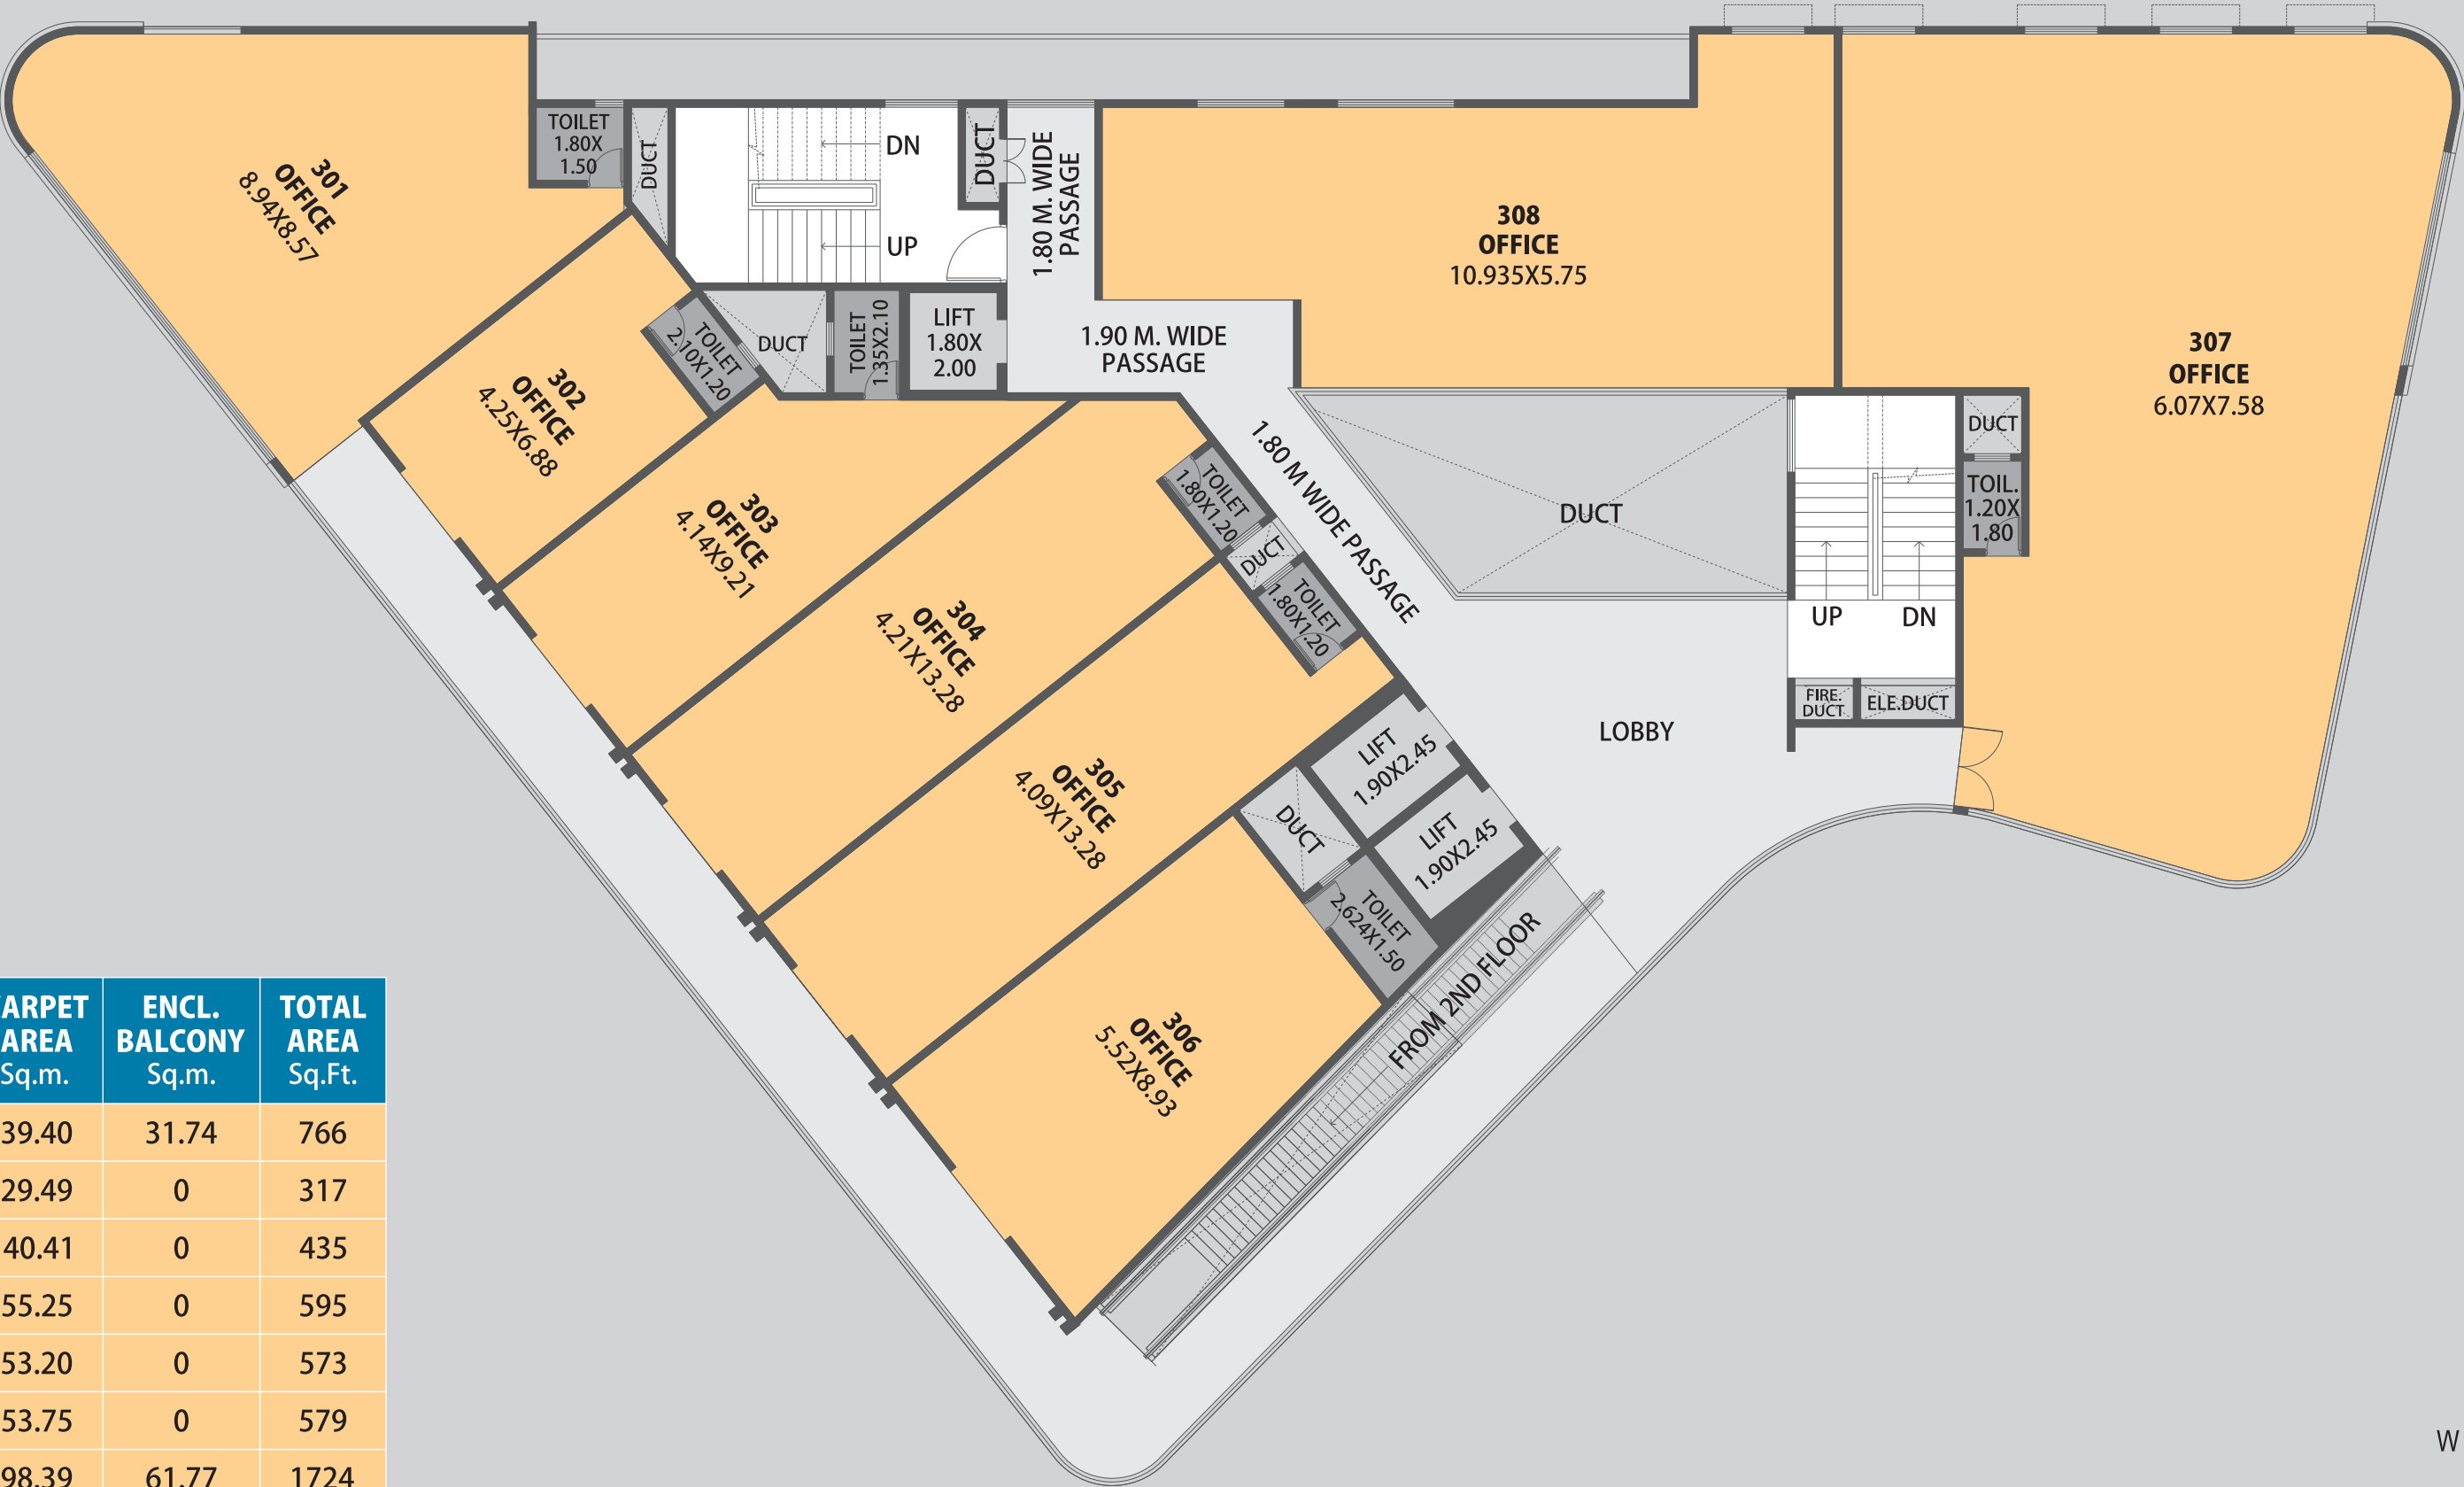 301
OFFICE
8.94X8.57
TOILET
1.80X
1.50
DUCT
DN
UP
DUCT
1.80 M. WIDE
PASSAGE
308
OFFICE
10.935X5.75
307
OFFICE
6.07X7.58
302
OFFICE
4.25X6.88
TOILET
2.10X1.20
DUCT
TOILET
1.35X2.10
LIFT
1.80X
2.00
1.90 M. WIDE
PASSAGE
1.80 M WIDE PASSAGE
303
OFFICE
4.14X9.21
TOILET
1.80X1.20
DUCT
TOILET
1.80X1.20
DUCT
DUCT
TOIL.
1.20X
1.80
UP
DN
FIRE.
DUCT
ELE.DUCT
304
OFFICE
4.21X13.28
LOBBY
305
OFFICE
4.09X13.28
LIFT
1.90X2.45
LIFT
1.90X2.45
DUCT
TOILET
2.624X1.50
FROM 2ND FLOOR
306
OFFICE
5.52X8.93
ARPET ENCL. TOTAL
AREA BALCONY AREA
Sq.m. Sq.m. Sq.Ft.
39.40 31.74 766
29.49 0 317
40.41 0 435
55.25 0 595
53.20 0 573
53.75 0 579
98.39 61.77 1724
W